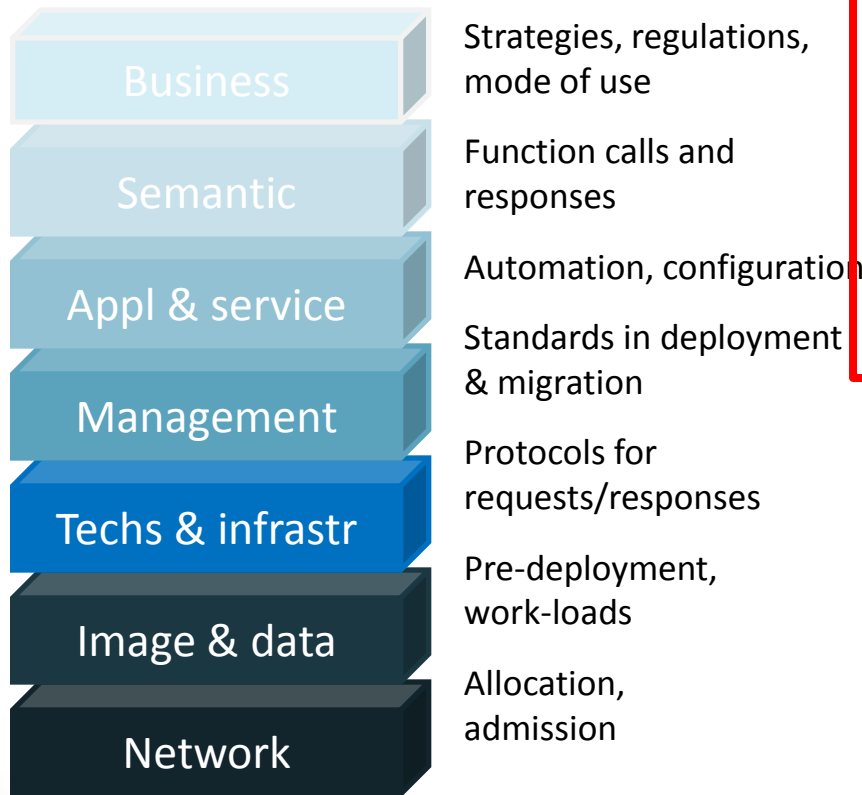 Business
Strategies, regulations,
mode of use
Semantic
Function calls and
responses
Appl & service
Automation, configuration
Management
Standards in deployment
& migration
Techs & infrastr
Protocols for
requests/responses
Image & data
Pre-deployment,
work-loads
Network
Allocation,
admission